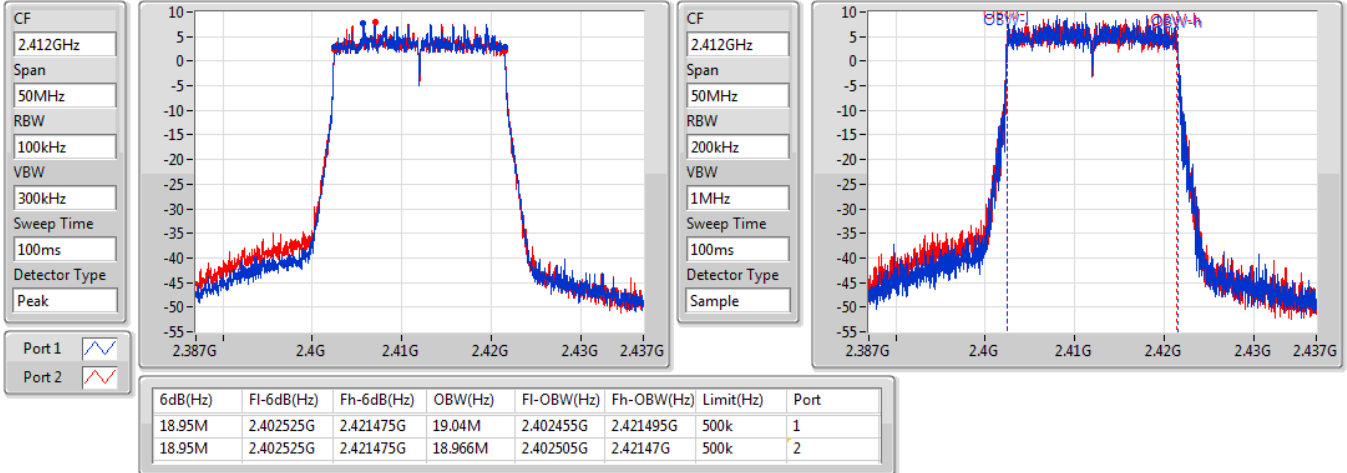 CF
2.412GHz
Span
50MHz
RBW
100kHz
VBW
300kHz
Sweep Time
100ms
Detector Type
Peak
Port 1
Port 2
10
5
0
-5
-10
-15
-20
-25
-30
-35
-40
-45
-50
-55
2.387G 2.4G 2.41G 2.42G 2.43G 2.437G
CF
2.412GHz
Span
50MHz
RBW
200kHz
VBW
1MHz
Sweep Time
100ms
Detector Type
Sample
OBW-l OBW-h
10
5
0
-5
-10
-15
-20
-25
-30
-35
-40
-45
-50
-55
2.387G 2.4G 2.41G 2.42G 2.43G 2.437G
6dB(Hz) Fl-6dB(Hz) Fh-6dB(Hz) OBW(Hz) Fl-OBW(Hz) Fh-OBW(Hz) Limit(Hz) Port
18.95M 2.402525G 2.421475G 19.04M 2.402455G 2.421495G 500k 1
18.95M 2.402525G 2.421475G 18.966M 2.402505G 2.42147G 500k 2